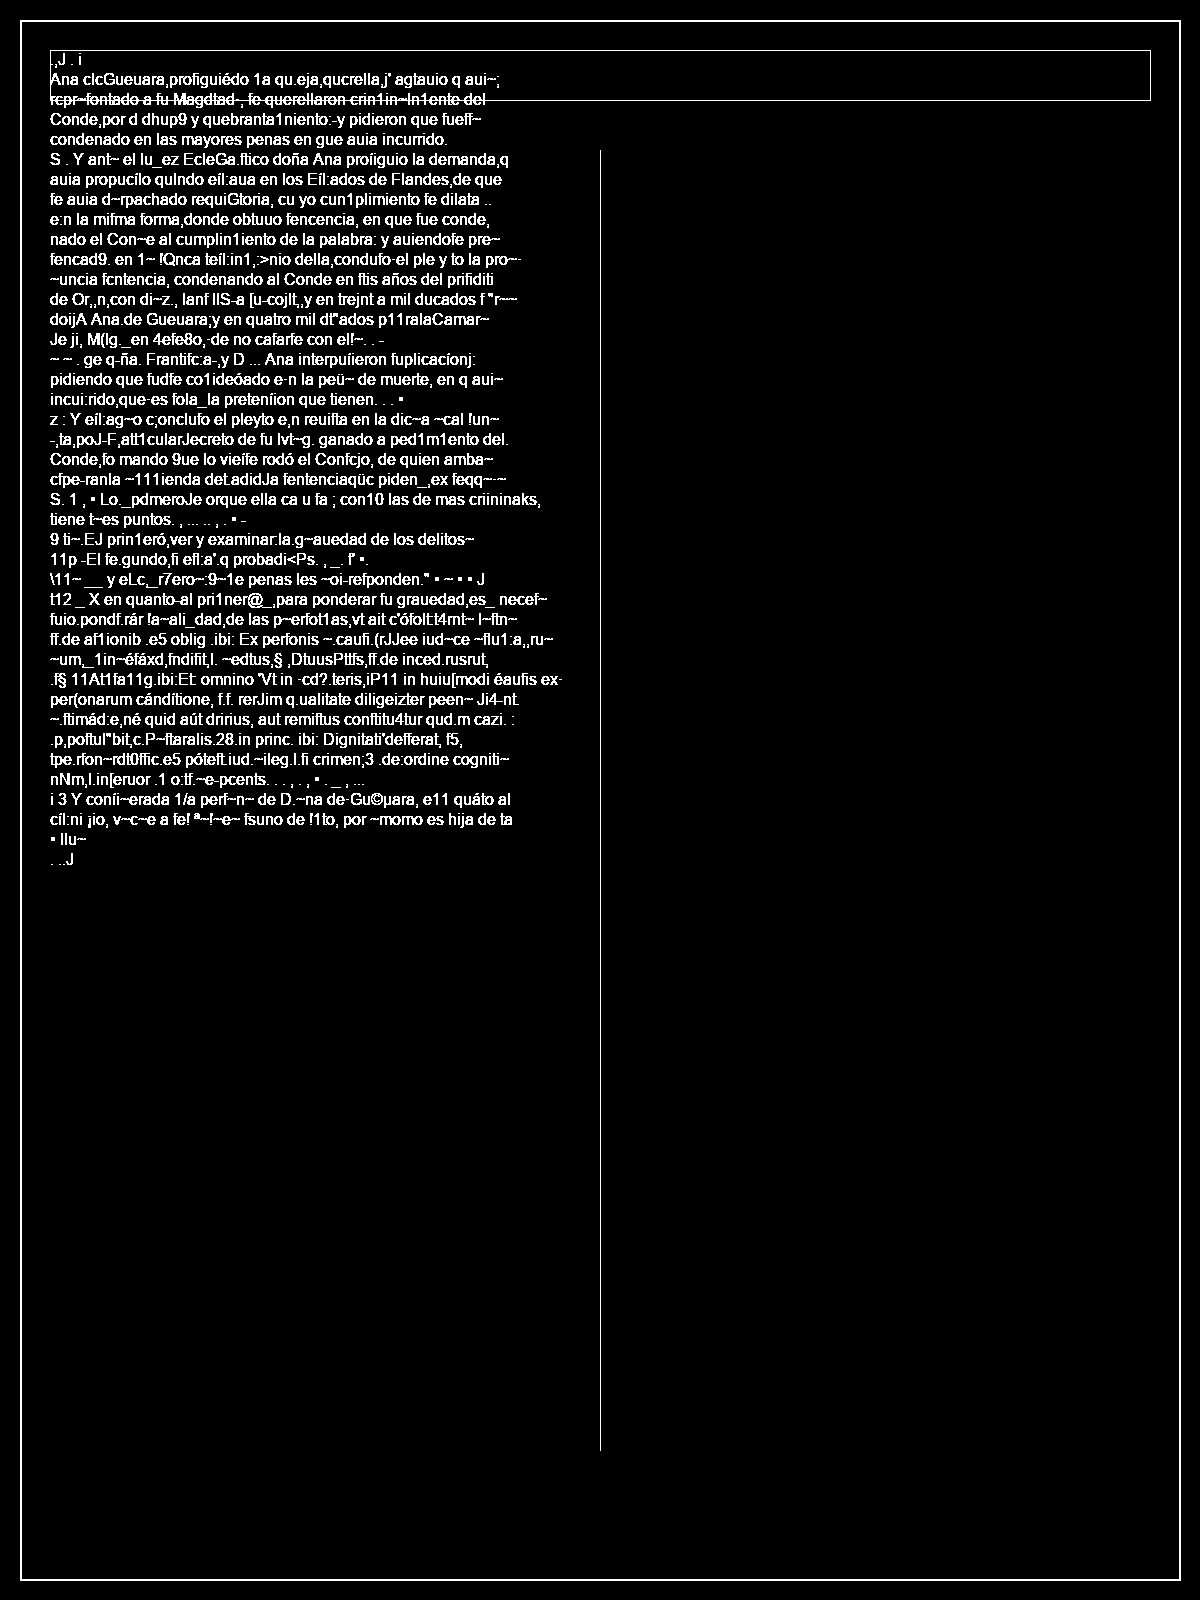 .,J . i
Ana clcGueuara,profiguiédo 1a qu.eja,qucrella,j' agtauio q aui~;
rcpr~fontado a fu Magdtad·, fe querellaron crin1in~ln1ente del
Conde,por d dhup9 y quebranta1niento:-y pidieron que fueff~
condenado en las mayores penas en gue auia incurrido.
S . Y ant~ el lu_ez EcleGa.ftico doña Ana profiguio la demanda,q
auia propucílo qulndo eíl:aua en los Eíl:ados de Flandes,de que
fe auia d~rpachado requiGtoria, cu yo cun1plimiento fe dilata ..
e:n la mifma forma,donde obtuuo fencencia, en que fue conde,
nado el Con~e al cumplin1iento de la palabra: y auiendofe pre~
fencad9. en 1~ !Qnca teíl:in1,:>nio della,condufo·el ple y to la pro~·
~uncia fcntencia, condenando al Conde en ftis años del prifiditi
de Or,,n,con di~z., lanf llS-a [u-cojlt,,y en trejnt a mil ducados f "r~~
doijA Ana.de Gueuara;y en quatro mil dt"ados p11ralaCamar~
Je ji, M(lg._en 4efe8o,·de no cafarfe con el!~. . -
~ ~ . ge q-ña. Frantifc:a-,y D ... Ana interpuíieron fuplicacíonj:
pidiendo que fudfe co1ideóado e·n la peü~ de muerte, en q aui~
incui:rido,que·es fola_la preteníion que tienen. . . •
z : Y eíl:ag~o c;onclufo el pleyto e,n reuifta en la dic~a ~cal !un~
-,ta,poJ-F,att1cularJecreto de fu lvt~g. ganado a ped1m1ento del.
Conde,fo mando 9ue lo vieífe rodó el Confcjo, de quien amba~
cfpe-ranla ~111ienda det.adidJa fentenciaqüc piden_,ex feqq~·~
S. 1 , • Lo._pdmeroJe orque ella ca u fa ; con10 las de mas criininaks,
tiene t~es puntos. , ... .. , . • -
9 ti~.EJ prin1eró,ver y examinar:la.g~auedad de los delitos~
11p -El fe.gundo,fi efl:a'.q probadi<Ps. , _. f' •.
\11~ __ y eLc,_r7ero~:9~1e penas les ~oi-refponden." • ~ • • J
t12 _ X en quanto-al pri1ner@_,para ponderar fu grauedad,es_ necef~
fuio.pondf.rár !a~ali_dad,de las p~erfot1as,vt ait c'ófolt:t4rnt~ l~ftn~
ff.de af1ionib .e5 oblig .ibi: Ex perfonis ~.caufi.(rJJee iud~ce ~flu1:a,,ru~
~um,_1in~éfáxd,fndifit,l. ~edtus,§ ,DtuusPttfs,ff.de inced.rusrut,
.f§ 11At1fa11g.ibi:Et: omnino 'Vt in ·cd?.teris,iP11 in huiu[modi éaufis ex·
per(onarum cándítione, f.f. rerJim q.ualitate diligeizter peen~ Ji4-nt.
~.ftimád:e,né quid aút dririus, aut remiftus conftitu4tur qud.m cazi. :
.p,poftul"bit,c.P~ftaralis.28.in princ. ibi: Dignitati'defferat, f5,
tpe.rfon~rdt0ffic.e5 póteft.iud.~ileg.l.fi crimen;3 .de:ordine cogniti~
nNm,l.in[eruor .1 o:tf.~e-pcents. . . , . , • . _ , ...
i 3 Y coníi~erada 1/a perf~n~ de D.~na de·Gu©µara, e11 quáto al
cíl:ni ¡io, v~c~e a fe! ª~!~e~ fsuno de !1to, por ~momo es hija de ta
• llu~
. ..J